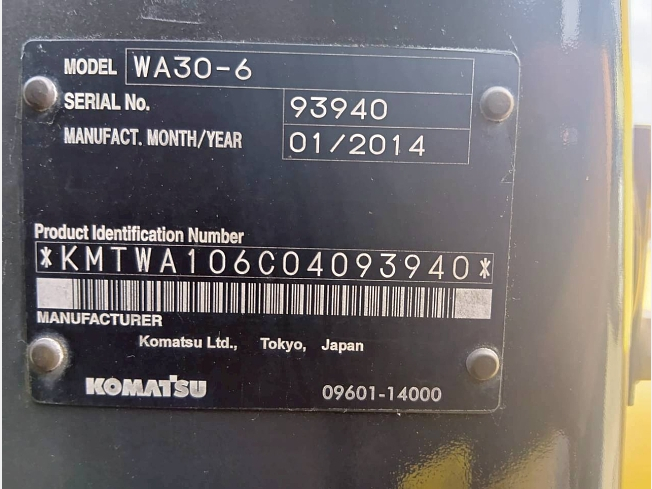 MODEL WA30-6
SERIAL No. 93940
MANUFACT. MONTH/YEAR 01/2014
Product Identification Number
*KMTWA106C04093940*
MANUFACTURER
Komatsu Ltd., Tokyo, Japan
KOMATSU 09601-14000